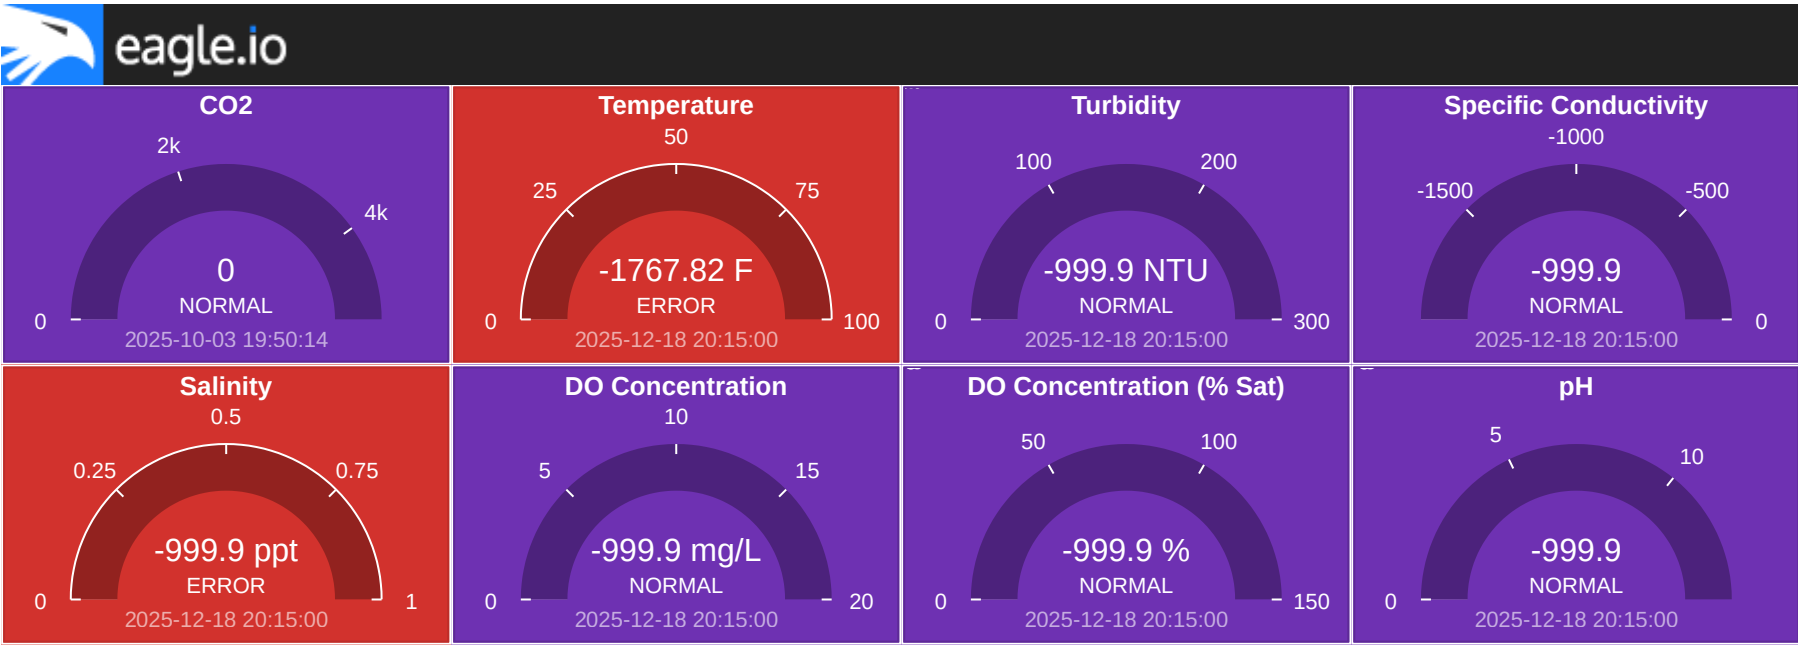 eagle.io
CO2
2k
4k
0
NORMAL
0
2025-10-03 19:50:14
Temperature
50
25
75
-1767.82 F
ERROR
0
100
2025-12-18 20:15:00
Turbidity
100
200
-999.9 NTU
NORMAL
0
300
2025-12-18 20:15:00
Specific Conductivity
-1000
-1500
-500
-999.9
NORMAL
0
2025-12-18 20:15:00
Salinity
0.5
0.25
0.75
-999.9 ppt
ERROR
0
1
2025-12-18 20:15:00
DO Concentration
10
5
15
-999.9 mg/L
NORMAL
0
20
2025-12-18 20:15:00
DO Concentration (% Sat)
50
100
-999.9 %
NORMAL
0
150
2025-12-18 20:15:00
pH
5
10
-999.9
NORMAL
0
2025-12-18 20:15:00